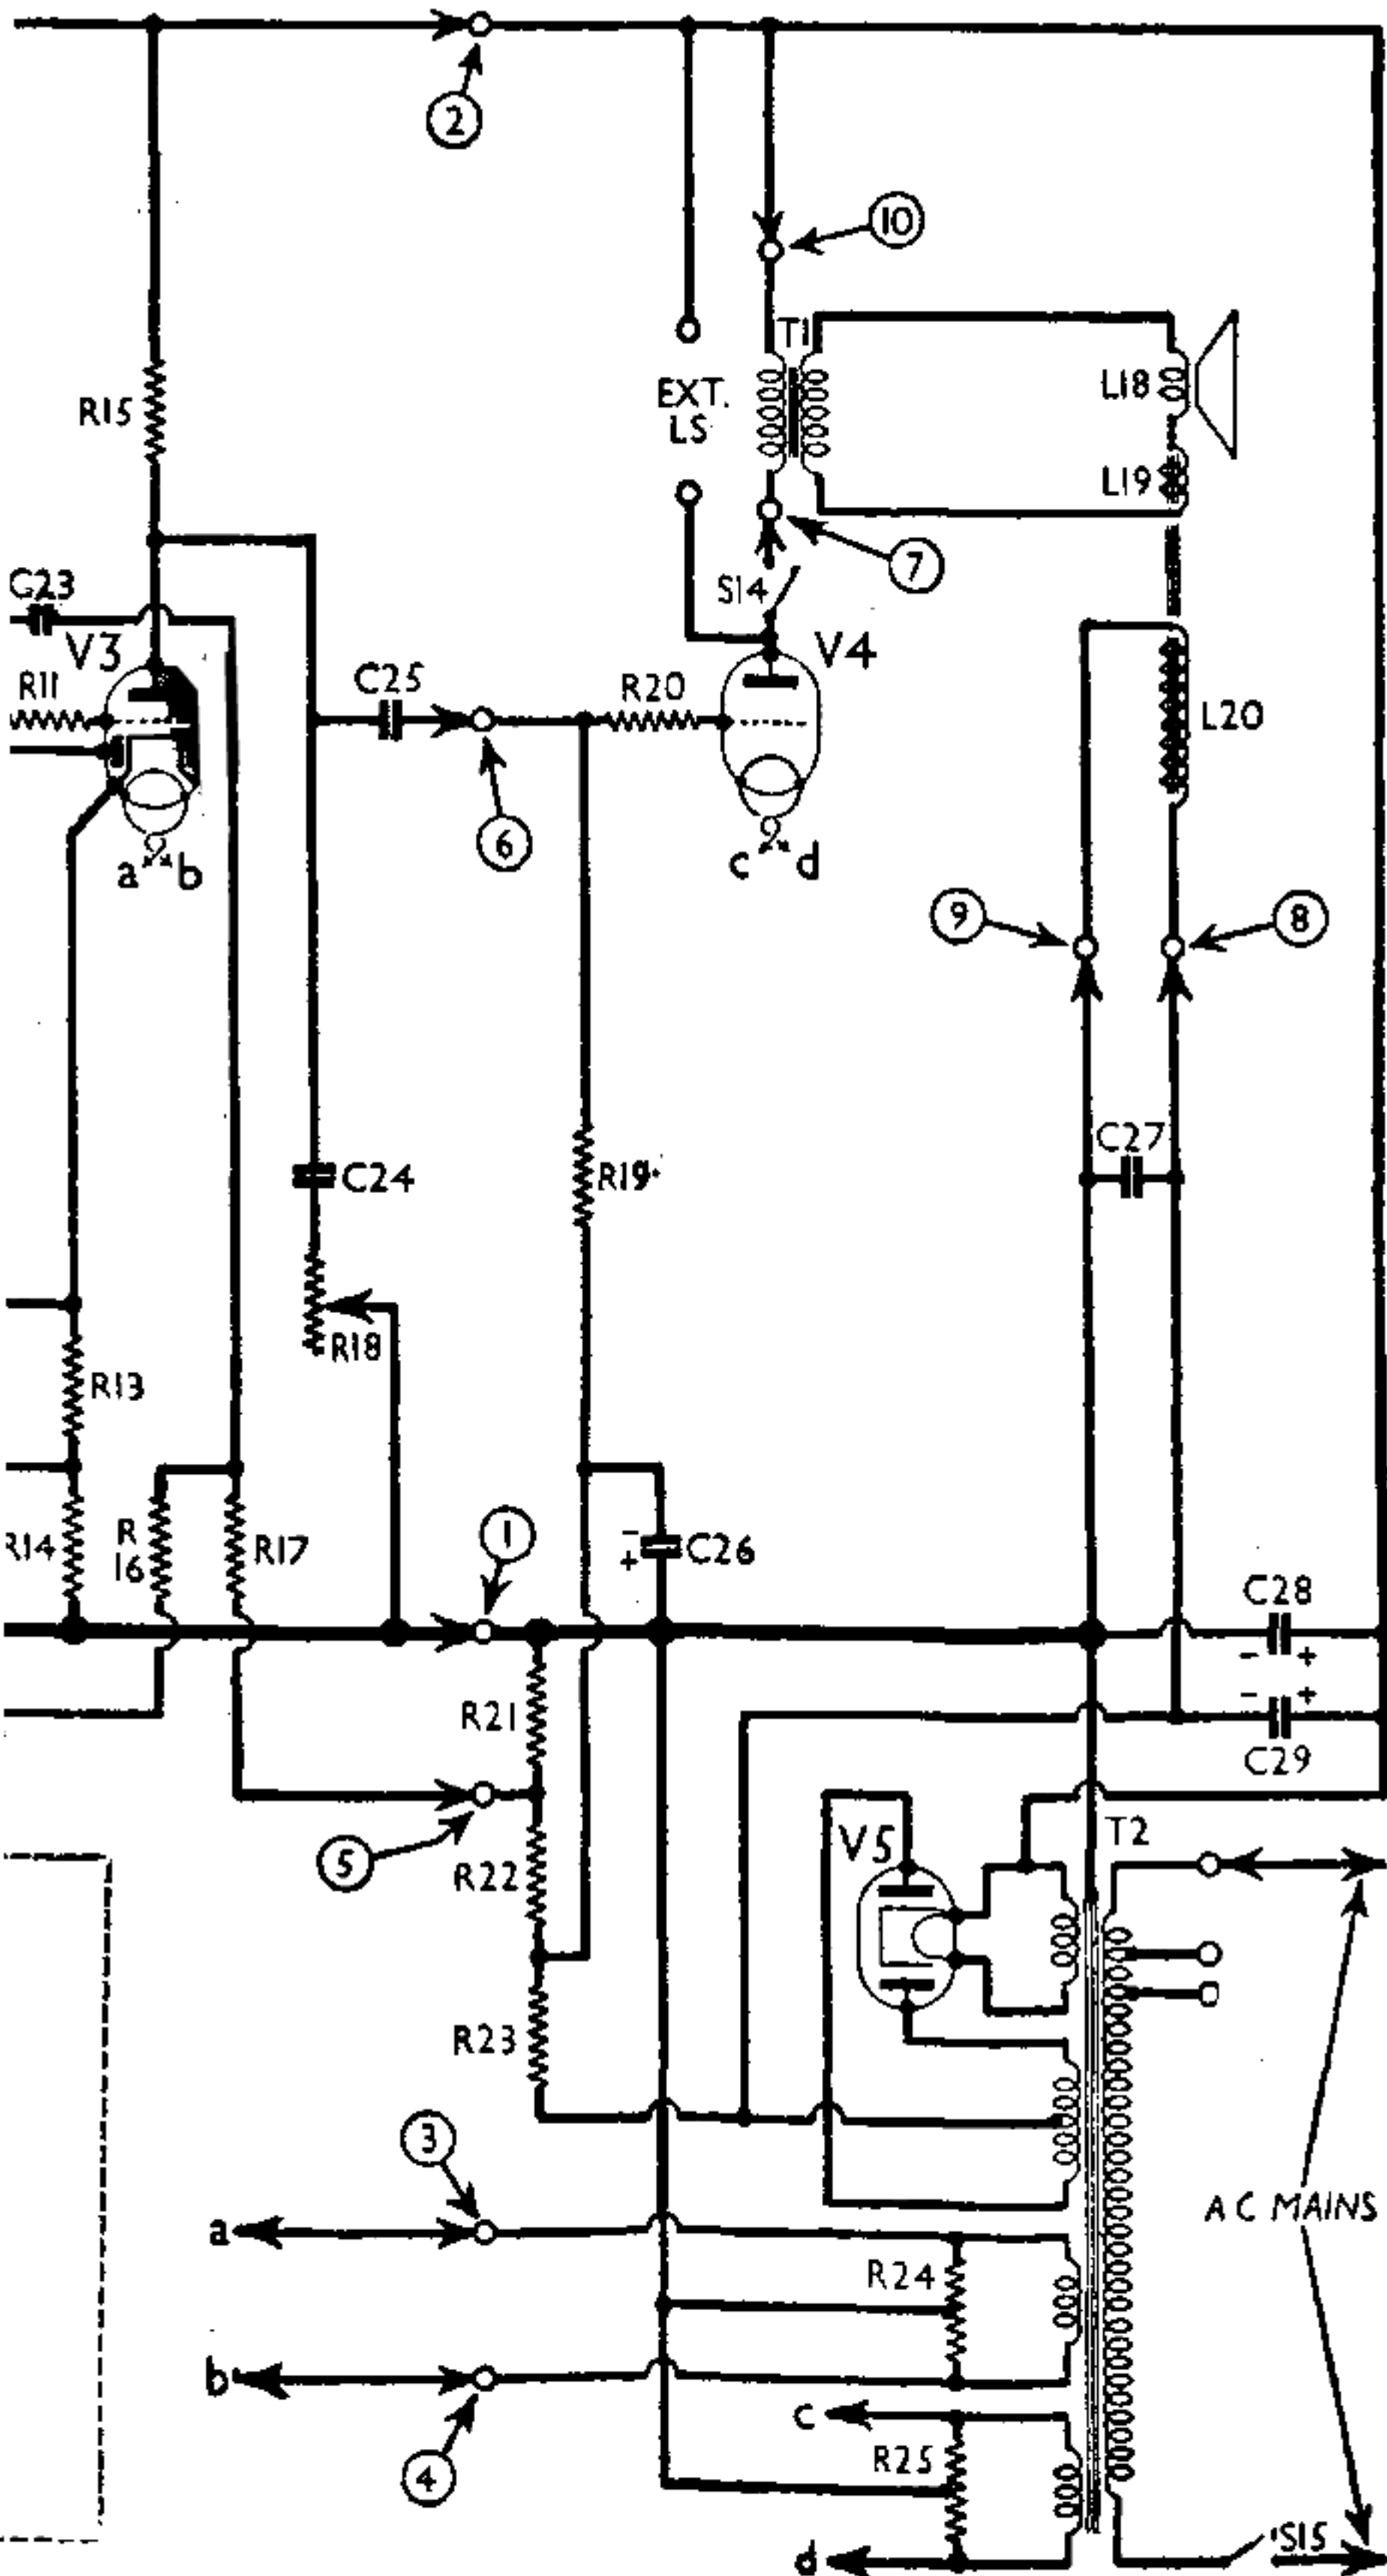 2
10
T1
EXT.
LS
L18
R15
L19
7
S14
C23
V3
V4
R11
C25
R20
L20
6
a
b
c
d
9
8
C27
C24
R19
R18
R13
1
R14
R
16
R17
-
+
C26
C28
- +
R21
- +
C29
5
V5
T2
R22
R23
3
a
AC MAINS
R24
b
c
4
R25
S15
d